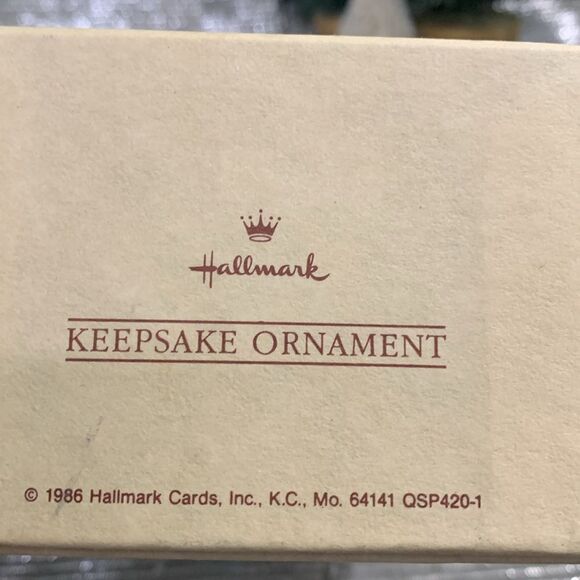 Hallmark
KEEPSAKE ORNAMENT
© 1986 Hallmark Cards, Inc., K.C., Mo. 64141 QSP420-1